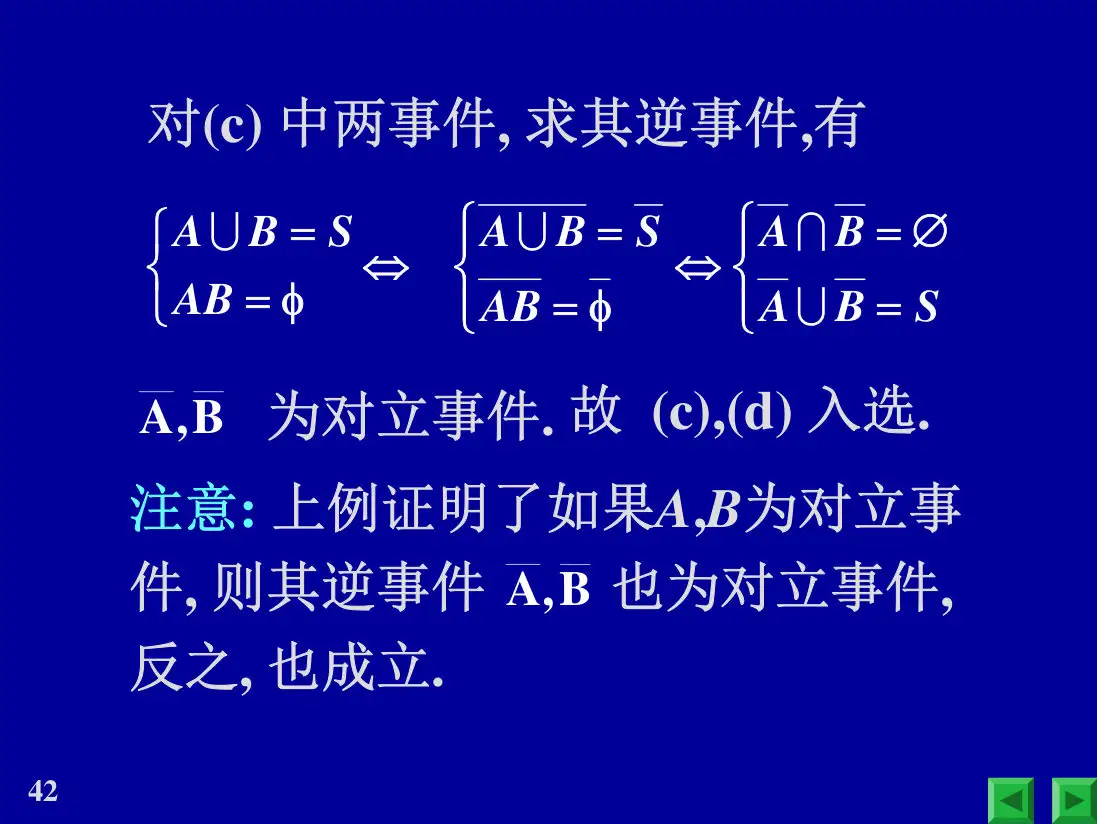 对(c) 中两事件, 求其逆事件,有
{ A ∪ B = S ⇔ { A̅ ̅∪̅ ̅B̅ = S̅ ⇔ { A̅ ∩ B̅ = ∅
{ AB = ϕ { A̅B̅ = ϕ̅ { A̅ ∪ B̅ = S
A̅,B̅ 为对立事件. 故 (c),(d) 入选.
注意: 上例证明了如果A,B为对立事
件, 则其逆事件 A̅,B̅ 也为对立事件,
反之, 也成立.
42